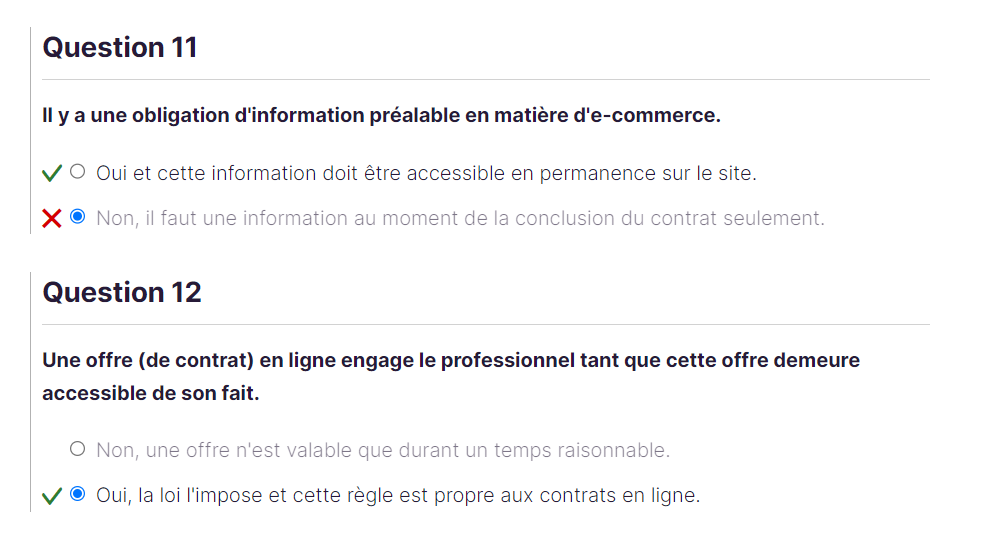 Question 11
Il y a une obligation d'information préalable en matière d'e-commerce.
Oui et cette information doit être accessible en permanence sur le site.
Non, il faut une information au moment de la conclusion du contrat seulement.
Question 12
Une offre (de contrat) en ligne engage le professionnel tant que cette offre demeure
accessible de son fait.
Non, une offre n'est valable que durant un temps raisonnable.
Oui, la loi l'impose et cette règle est propre aux contrats en ligne.